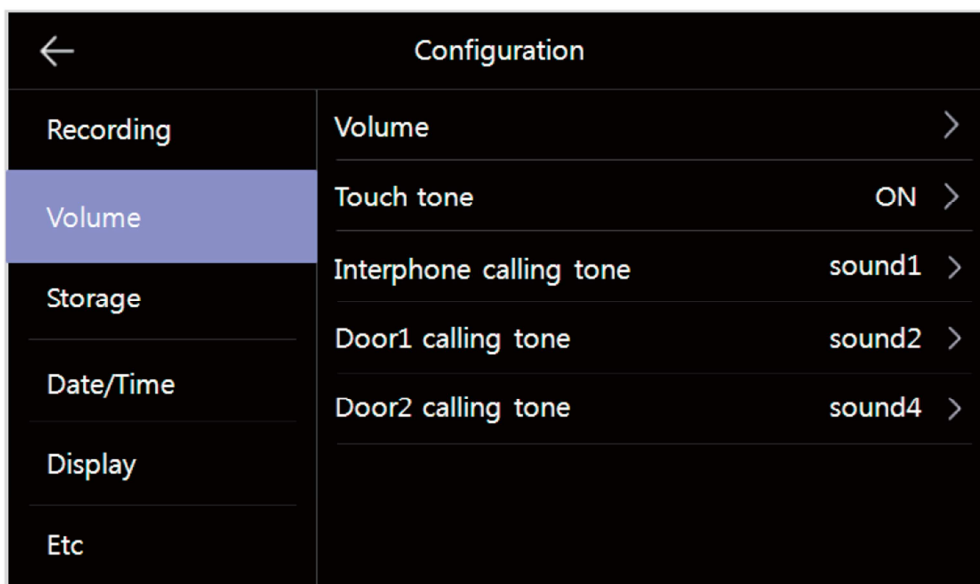 Configuration
Recording
Volume
Storage
Date/Time
Display
Etc
Volume
Touch tone ON
Interphone calling tone sound1
Door1 calling tone sound2
Door2 calling tone sound4